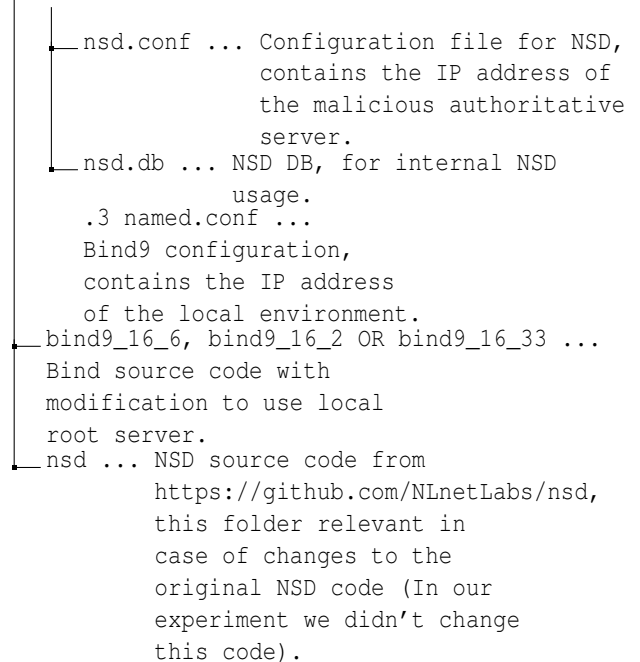 nsd.conf ... Configuration file for NSD,
contains the IP address of
the malicious authoritative
server.
nsd.db ... NSD DB, for internal NSD
usage.
.3 named.conf ...
Bind9 configuration,
contains the IP address
of the local environment.
bind9_16_6, bind9_16_2 OR bind9_16_33 ...
Bind source code with
modification to use local
root server.
nsd ... NSD source code from
https://github.com/NLnetLabs/nsd,
this folder relevant in
case of changes to the
original NSD code (In our
experiment we didn't change
this code).